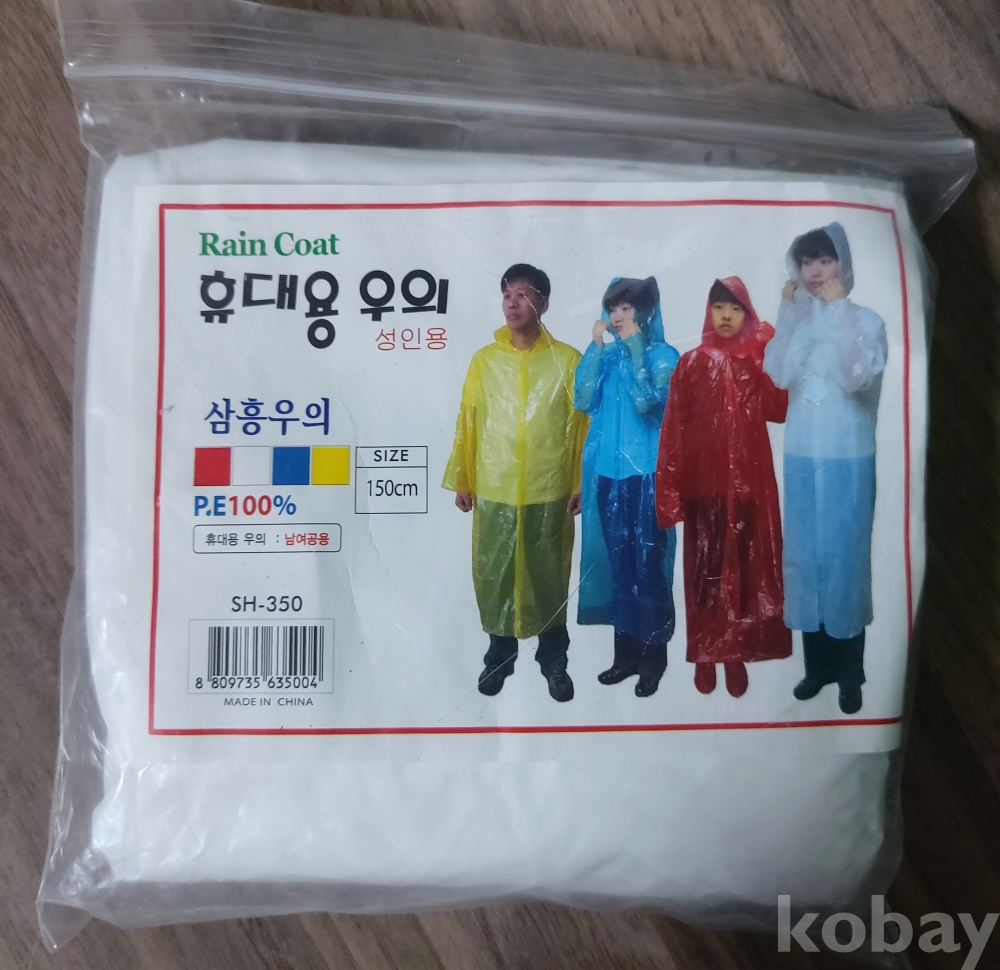 Rain Coat
휴대용 우의
성인용
삼흥우의
SIZE
150cm
P.E100%
휴대용 우의 : 남여공용
SH-350
8 809735 635004
MADE IN CHINA
kobay